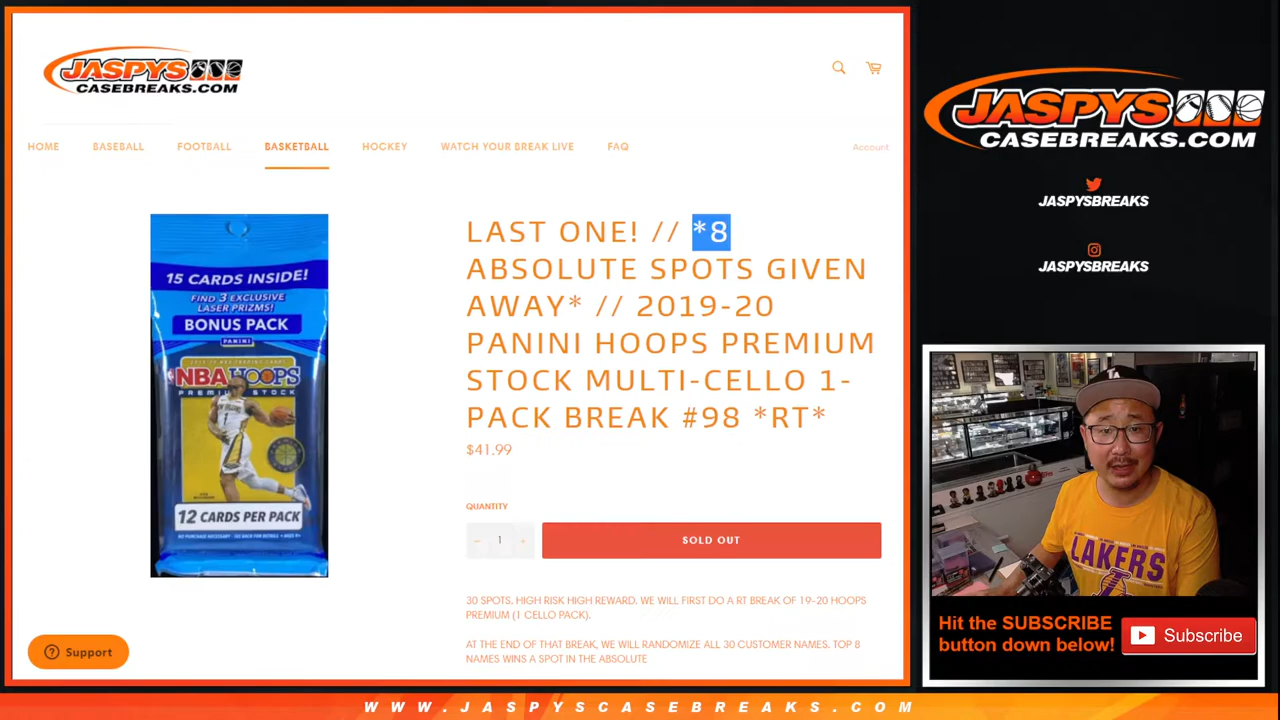 JASPYS
CASEBREAKS.COM
HOME BASEBALL FOOTBALL BASKETBALL HOCKEY WATCH YOUR BREAK LIVE FAQ Account
15 CARDS INSIDE!
FIND 3 EXCLUSIVE
LASER PRIZMS!
BONUS PACK
PANINI
NBA HOOPS
PREMIUM STOCK
12 CARDS PER PACK
LAST ONE! // *8
ABSOLUTE SPOTS GIVEN
AWAY* // 2019-20
PANINI HOOPS PREMIUM
STOCK MULTI-CELLO 1-
PACK BREAK #98 *RT*
$41.99
QUANTITY
− 1 +
SOLD OUT
30 SPOTS. HIGH RISK HIGH REWARD. WE WILL FIRST DO A RT BREAK OF 19-20 HOOPS
PREMIUM (1 CELLO PACK).
AT THE END OF THAT BREAK, WE WILL RANDOMIZE ALL 30 CUSTOMER NAMES. TOP 8
NAMES WINS A SPOT IN THE ABSOLUTE
Support
JASPYS
CASEBREAKS.COM
JASPYSBREAKS
JASPYSBREAKS
LAKERS
Hit the SUBSCRIBE
button down below!
Subscribe
WWW.JASPYSCASEBREAKS.COM